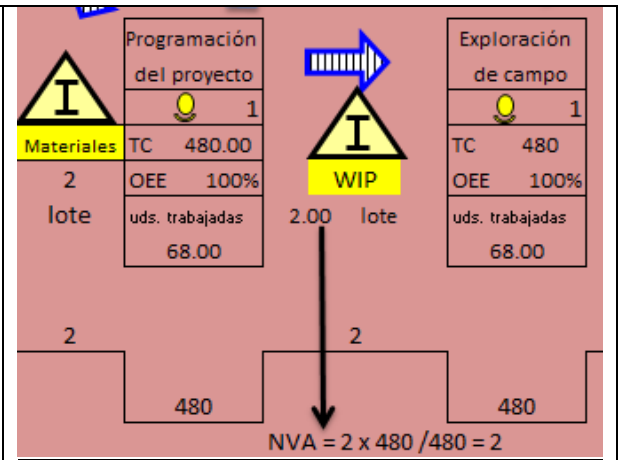 I
Materiales
2
lote
Programación
del proyecto
1
TC 480.00
OEE 100%
uds. trabajadas
68.00
I
WIP
2.00 lote
Exploración
de campo
1
TC 480
OEE 100%
uds. trabajadas
68.00
2
480
2
480
NVA = 2 x 480 /480 = 2